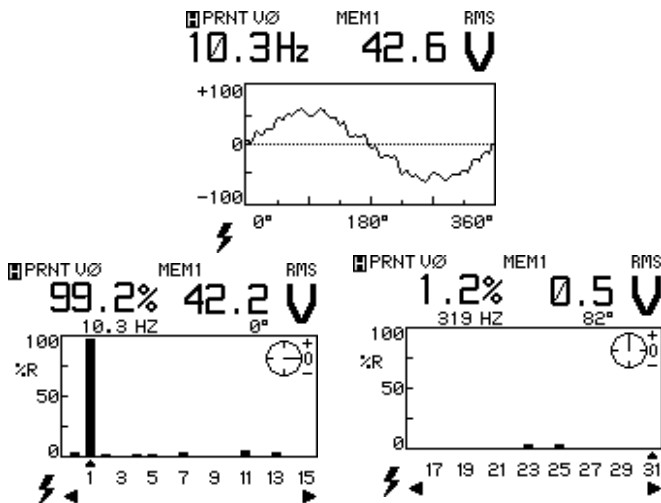 H PRNT VØ MEM1 RMS
10.3Hz 42.6 V
+100
0
-100
0° 180° 360°
H PRNT VØ MEM1 RMS
99.2% 42.2 V
10.3 HZ 0°
100
%R
50
0
+
0
-
1 3 5 7 9 11 13 15
H PRNT VØ MEM1 RMS
1.2% 0.5 V
319 HZ 82°
100
%R
50
0
+
0
-
17 19 21 23 25 27 29 31